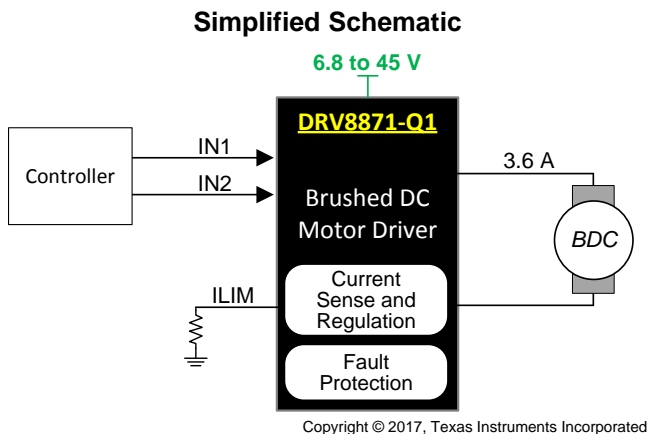 Simplified Schematic
6.8 to 45 V
DRV8871-Q1
Controller
IN1
IN2
Brushed DC
Motor Driver
3.6 A
BDC
ILIM
Current
Sense and
Regulation
Fault
Protection
Copyright © 2017, Texas Instruments Incorporated